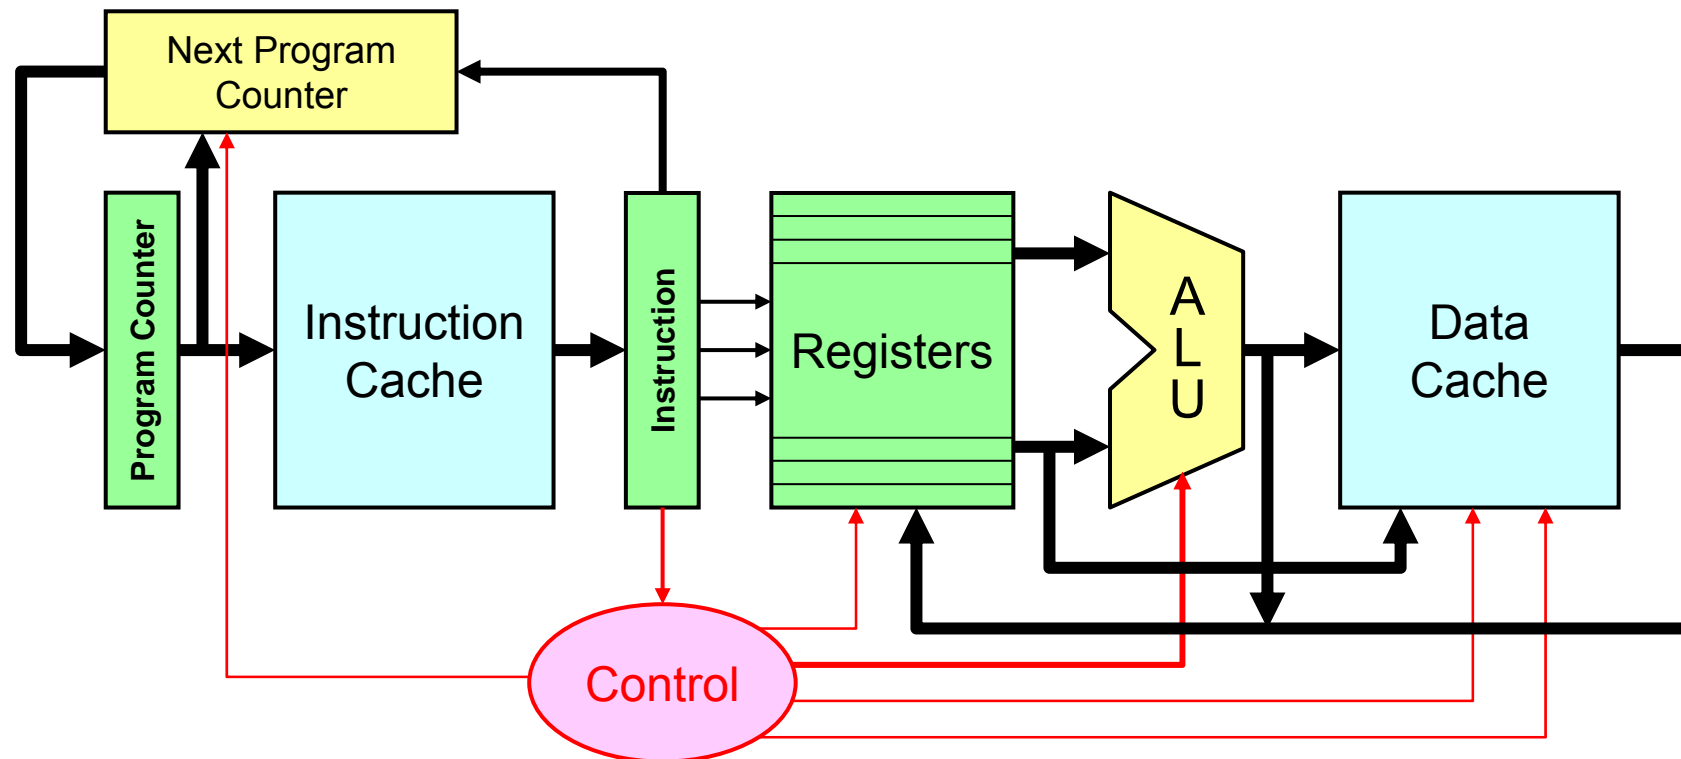 Next Program
Counter
Program Counter
Instruction
Cache
Instruction
Registers
A
L
U
Data
Cache
Control